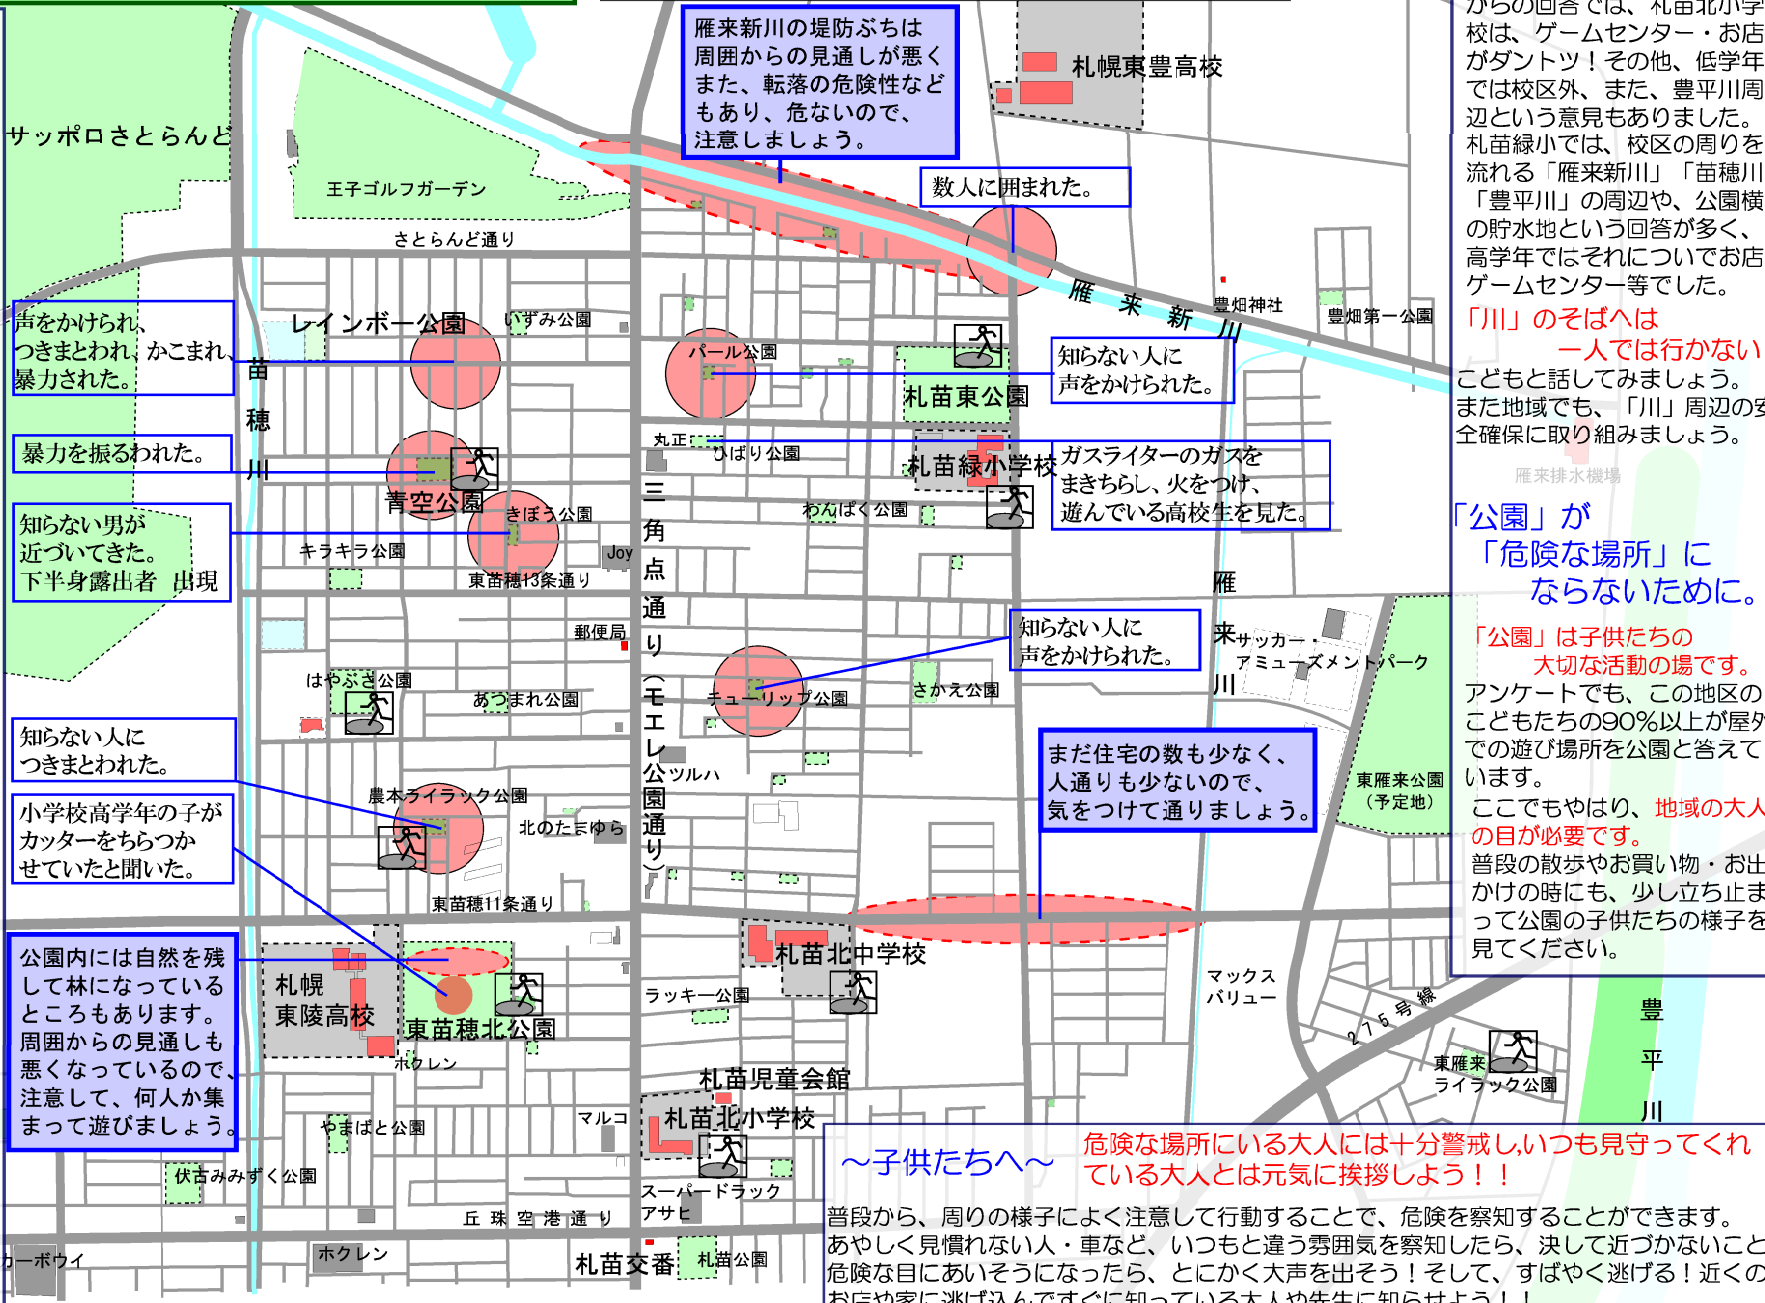 雁来新川の堤防ぶちは
周囲からの見通しが悪く
また、転落の危険性など
もあり、危ないので、
注意しましょう。
札幌東豊高校
サッポロさとらんど
王子ゴルフガーデン
さとらんど通り
数人に囲まれた。
雁来新川
豊畑神社
豊畑第一公園
声をかけられ、
つきまとわれ、かこまれ、
暴力された。
レインボー公園
いずみ公園
苗穂川
パール公園
札苗東公園
知らない人に
声をかけられた。
暴力を振るわれた。
青空公園
丸正
ひばり公園
札苗緑小学校
ガスライターのガスを
まきちらし、火をつけ、
遊んでいる高校生を見た。
知らない男が
近づいてきた。
下半身露出者 出現
きぼう公園
キラキラ公園
東苗穂13条通り
Joy
わんぱく公園
三角点通り(モエレ公園通り)
郵便局
はやぶさ公園
あつまれ公園
チューリップ公園
さかえ公園
知らない人に
声をかけられた。
雁来川
サッカー・
アミューズメントパーク
知らない人に
つきまとわれた。
ツルハ
まだ住宅の数も少なく、
人通りも少ないので、
気をつけて通りましょう。
東雁来公園
(予定地)
小学校高学年の子が
カッターをちらつか
せていたと聞いた。
農本ライラック公園
北のたまゆら
東苗穂11条通り
公園内には自然を残
して林になっている
ところもあります。
周囲からの見通しも
悪くなっているので、
注意して、何人か集
まって遊びましょう。
札幌
東陵高校
東苗穂北公園
ホクレン
札苗北中学校
ラッキー公園
マックス
バリュー
275号線
東雁来
ライラック公園
豊平川
札苗児童会館
札苗北小学校
マルコ
やまばと公園
伏古みみずく公園
スーパードラック
アサヒ
丘珠空港通り
カーボウイ
ホクレン
札苗交番
札苗公園
からの回答では、札苗北小学
校は、ゲームセンター・お店
がダントツ!その他、低学年
では校区外、また、豊平川周
辺という意見もありました。
札苗緑小では、校区の周りを
流れる「雁来新川」「苗穂川
「豊平川」の周辺や、公園横
の貯水地という回答が多く、
高学年ではそれについでお店
ゲームセンター等でした。
「川」のそばへは
一人では行かない
こどもと話してみましょう。
また地域でも、「川」周辺の安
全確保に取り組みましょう。
雁来排水機場
「公園」が
「危険な場所」に
ならないために。
「公園」は子供たちの
大切な活動の場です。
アンケートでも、この地区の
こどもたちの90%以上が屋外
での遊び場所を公園と答えて
います。
ここでもやはり、地域の大人
の目が必要です。
普段の散歩やお買い物・お出
かけの時にも、少し立ち止ま
って公園の子供たちの様子を
見てください。
～子供たちへ～
危険な場所にいる大人には十分警戒し,いつも見守ってくれ
ている大人とは元気に挨拶しよう!!
普段から、周りの様子によく注意して行動することで、危険を察知することができます。
あやしく見慣れない人・車など、いつもと違う雰囲気を察知したら、決して近づかないこと
危険な目にあいそうになったら、とにかく大声を出そう!そして、すばやく逃げる!近くの
お店や家に逃げ込んですぐに知っている大人や先生に知らせよう!!